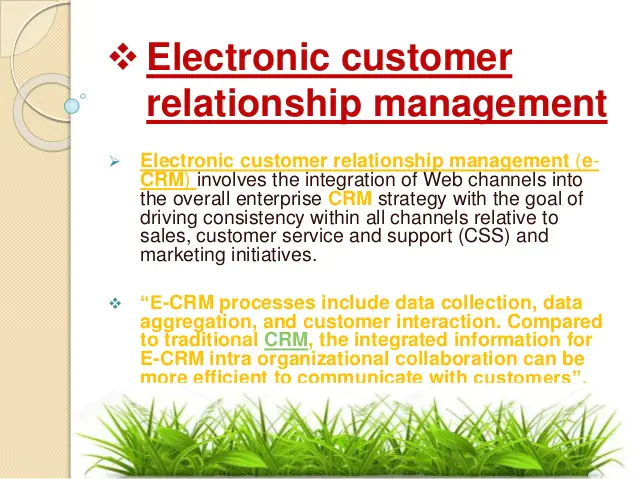 ❖ Electronic customer
relationship management
➢ Electronic customer relationship management (e-
CRM) involves the integration of Web channels into
the overall enterprise CRM strategy with the goal of
driving consistency within all channels relative to
sales, customer service and support (CSS) and
marketing initiatives.
❖ “E-CRM processes include data collection, data
aggregation, and customer interaction. Compared
to traditional CRM, the integrated information for
E-CRM intra organizational collaboration can be
more efficient to communicate with customers”.